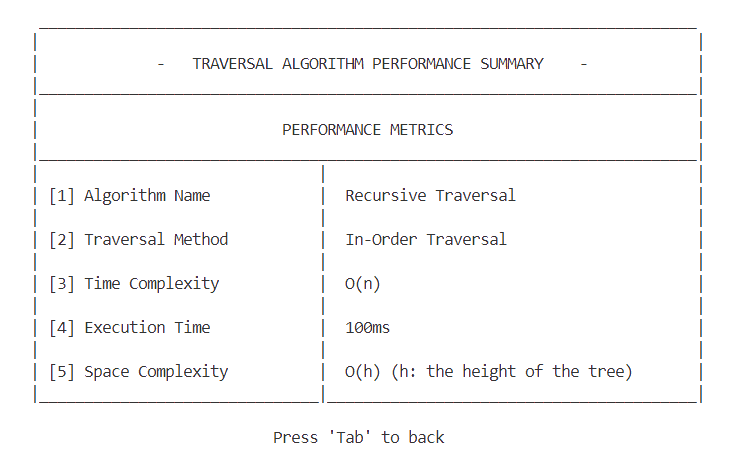 -   TRAVERSAL ALGORITHM PERFORMANCE SUMMARY    -
PERFORMANCE METRICS
[1] Algorithm Name | Recursive Traversal
[2] Traversal Method | In-Order Traversal
[3] Time Complexity | O(n)
[4] Execution Time | 100ms
[5] Space Complexity | O(h) (h: the height of the tree)
Press 'Tab' to back